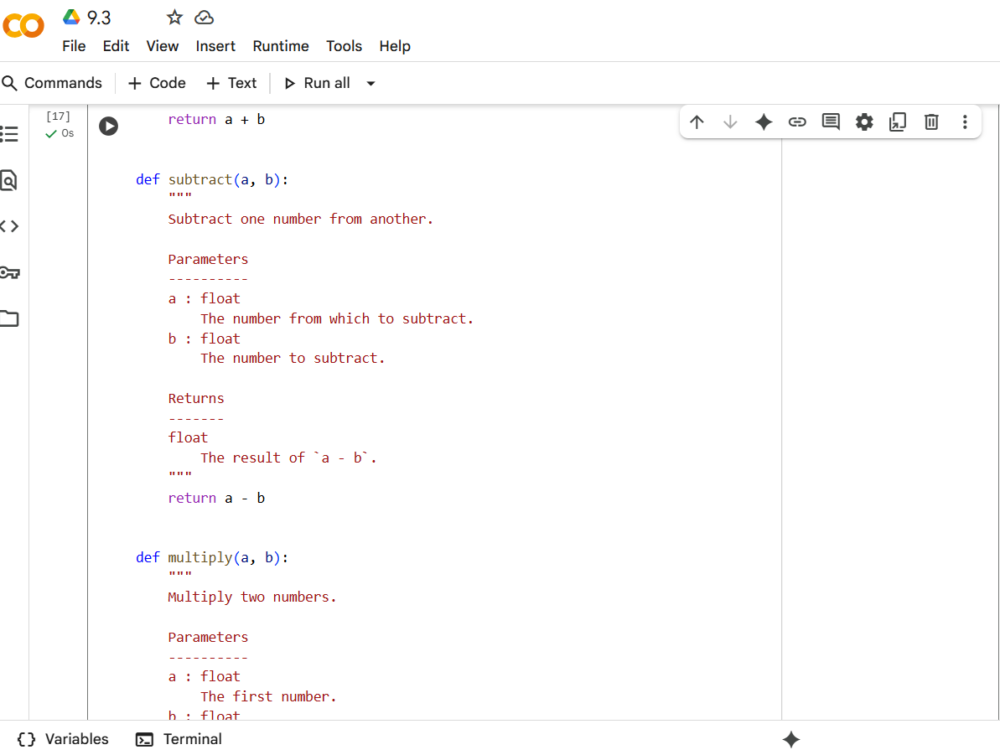 9.3
File Edit View Insert Runtime Tools Help
Commands + Code + Text Run all
[17]
0s
return a + b
def subtract(a, b):
"""
Subtract one number from another.
Parameters
----------
a : float
The number from which to subtract.
b : float
The number to subtract.
Returns
-------
float
The result of `a - b`.
"""
return a - b
def multiply(a, b):
"""
Multiply two numbers.
Parameters
----------
a : float
The first number.
b : float
Variables Terminal